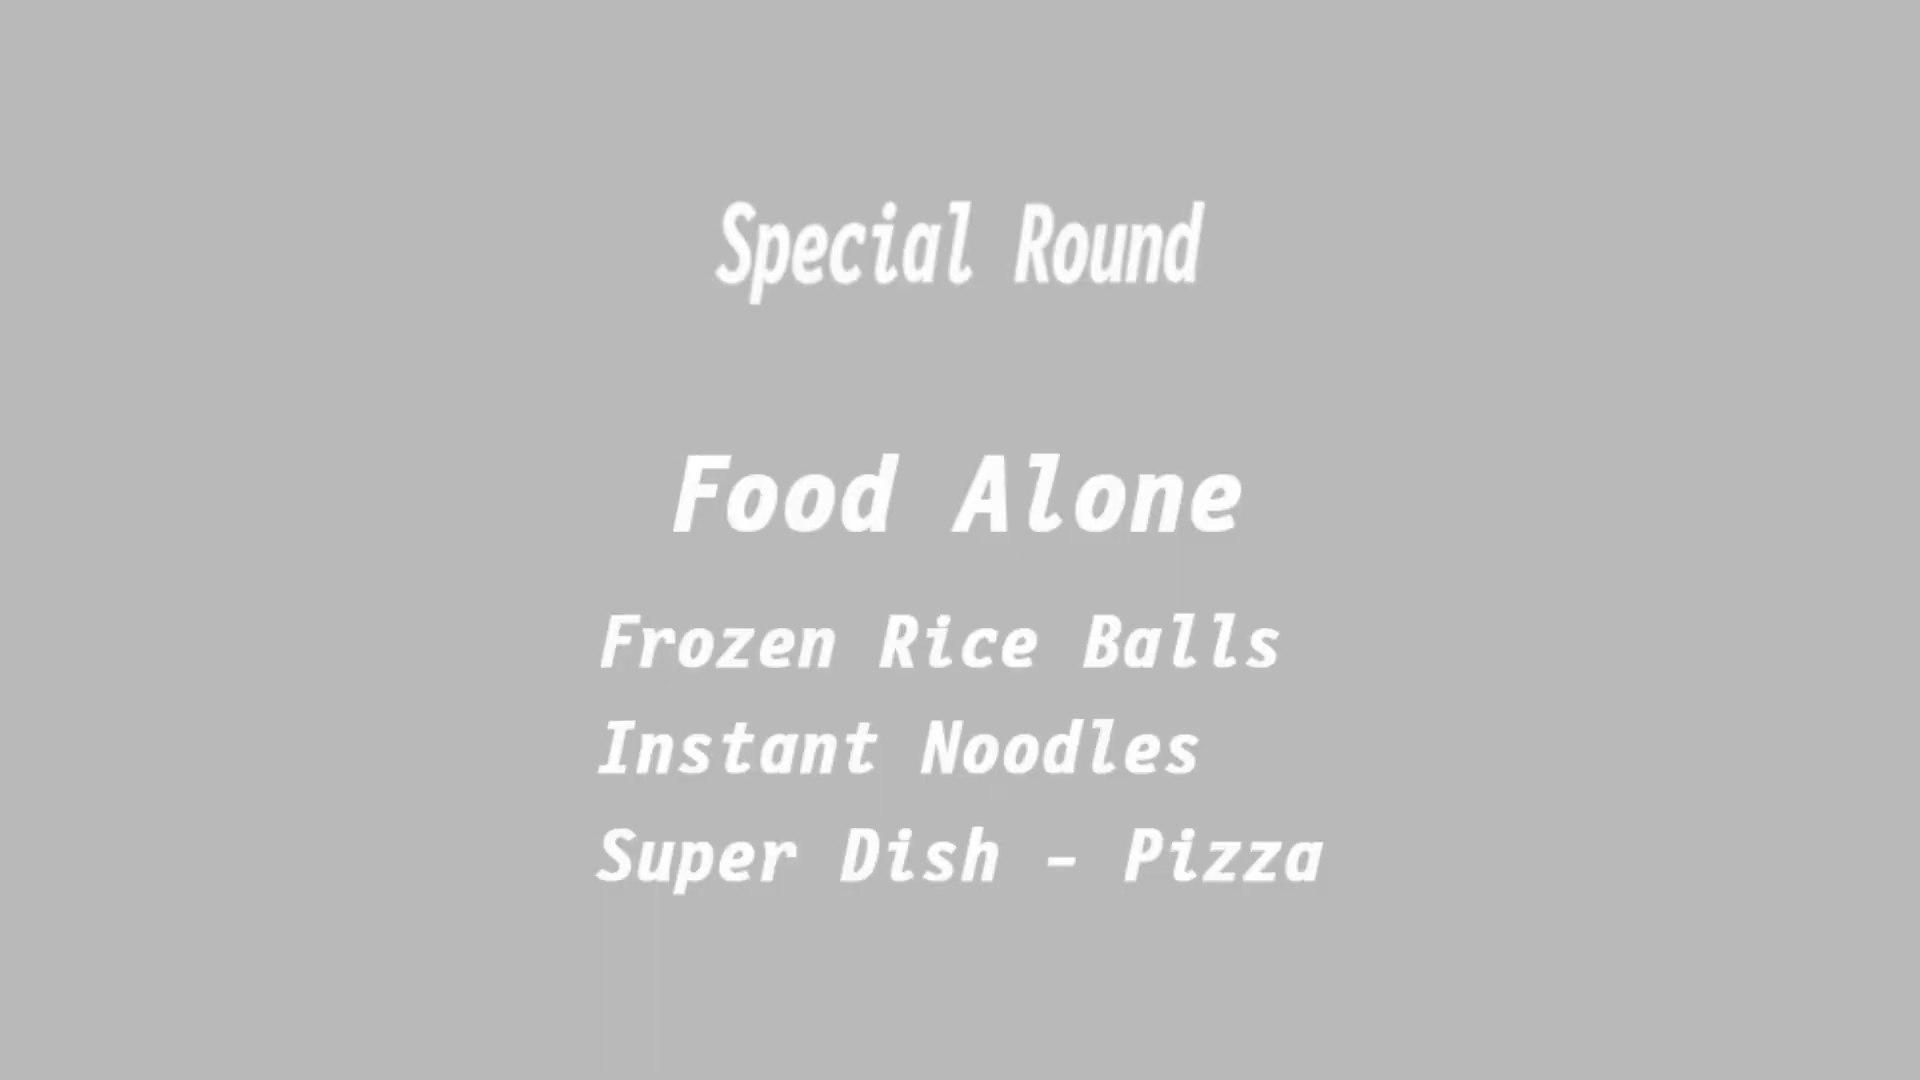 Special Round
Food Alone
Frozen Rice Balls
Instant Noodles
Super Dish - Pizza